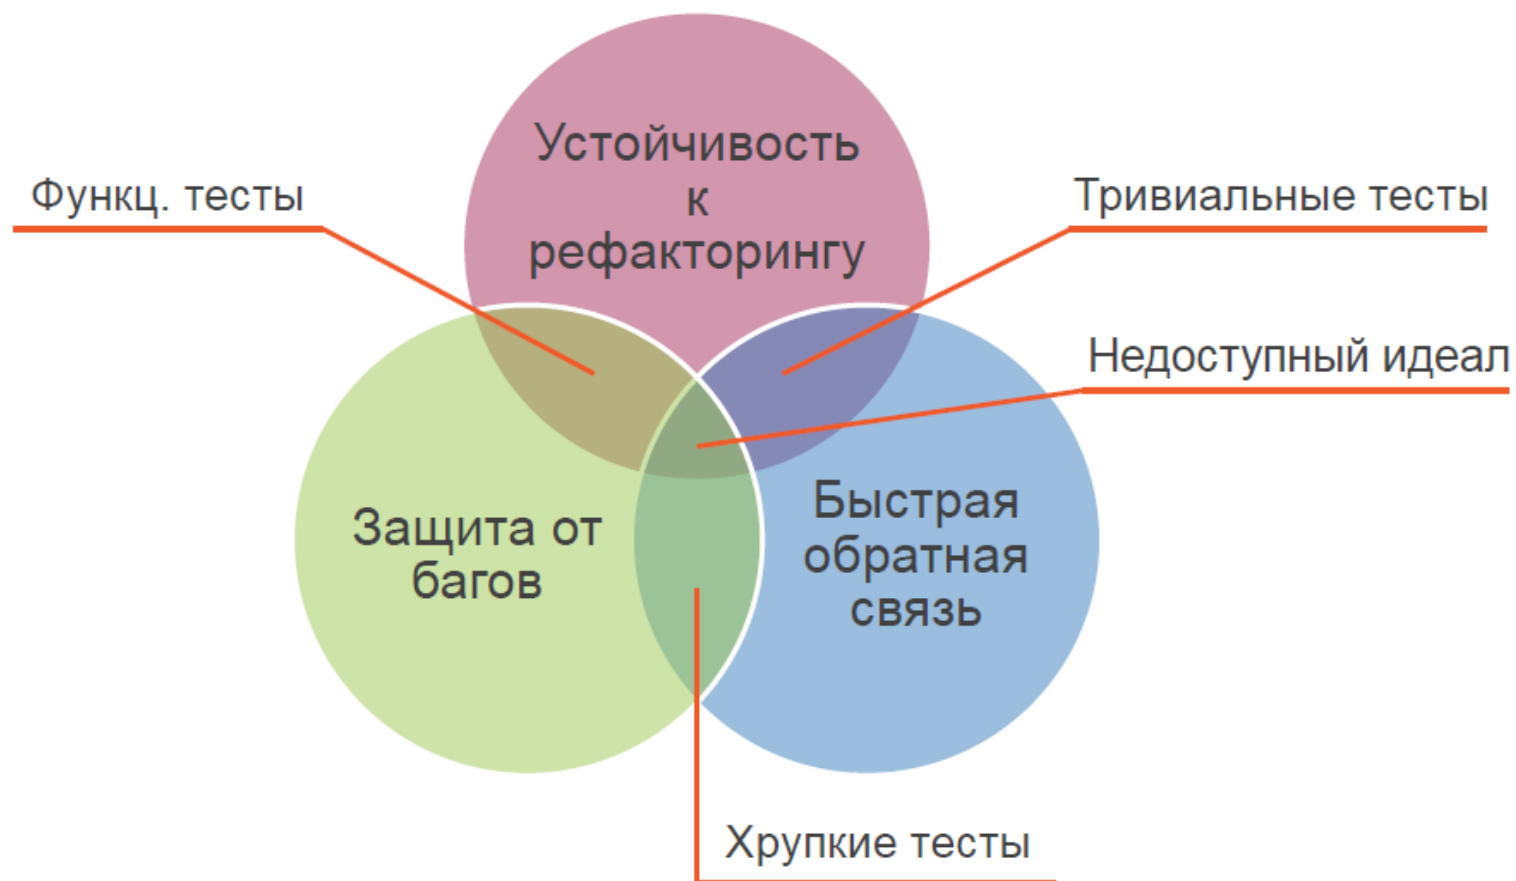 Устойчивость
к
рефакторингу
Функц. тесты
Тривиальные тесты
Недоступный идеал
Защита от
багов
Быстрая
обратная
связь
Хрупкие тесты